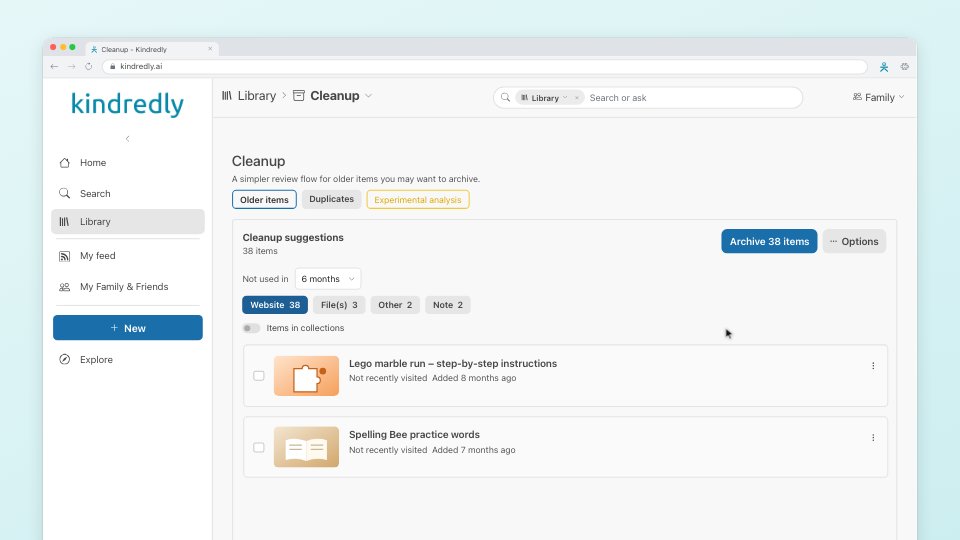 Cleanup - Kindredly
kindredly.ai
kindredly
Library
Cleanup
Library
Search or ask
Family
Home
Search
Library
My feed
My Family & Friends
+ New
Explore
Cleanup
A simpler review flow for older items you may want to archive.
Older items
Duplicates
Experimental analysis
Cleanup suggestions
38 items
Archive 38 items
Options
Not used in
6 months
Website 38
File(s) 3
Other 2
Note 2
Items in collections
Lego marble run – step-by-step instructions
Not recently visited Added 8 months ago
Spelling Bee practice words
Not recently visited Added 7 months ago